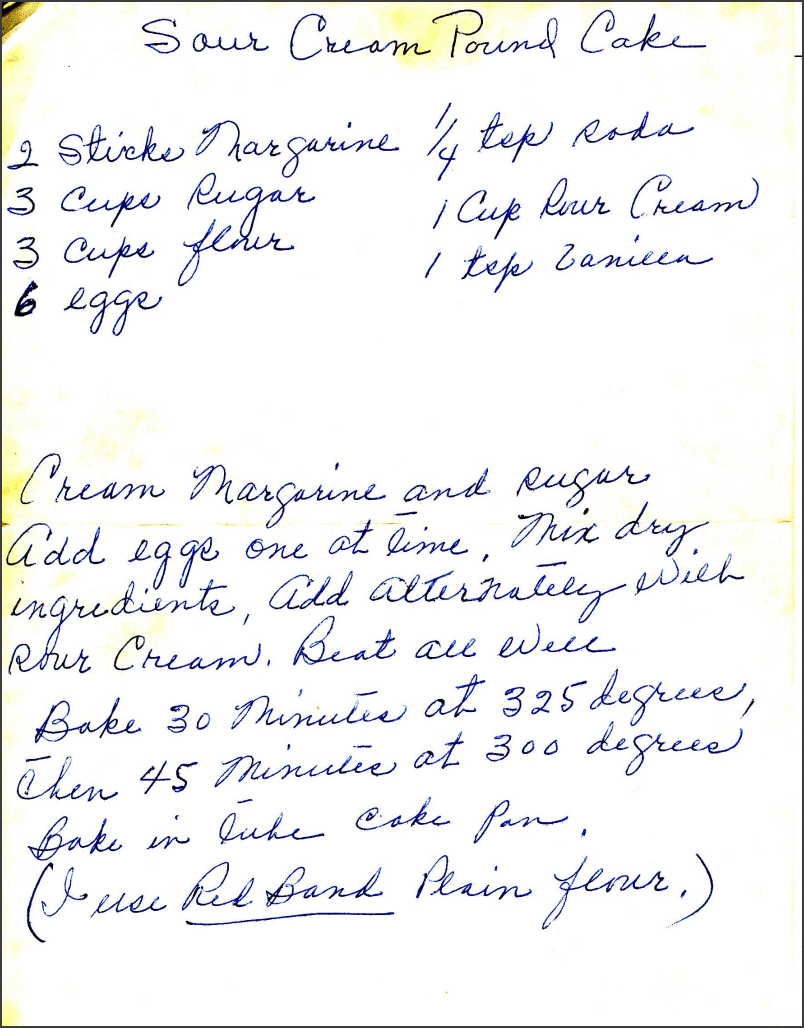 Sour Cream Pound Cake
2 Sticks Margarine
3 Cups Sugar
3 Cups flour
6 eggs
1/4 tsp soda
1 Cup Sour Cream
1 tsp Vanilla
Cream Margarine and sugar
Add eggs one at time. Mix dry
ingredients, Add alternately with
sour Cream. Beat all well
Bake 30 Minutes at 325 degrees,
Then 45 Minutes at 300 degrees
Bake in tube cake pan.
(I use Red Band Plain flour.)